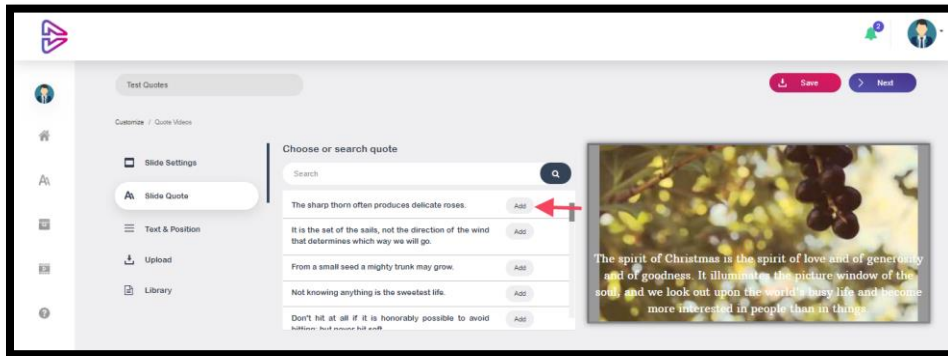 2
Test Quotes
Save
Next
Customize / Quote Videos
Slide Settings
Slide Quote
Text & Position
Upload
Library
Choose or search quote
Search
The sharp thorn often produces delicate roses.
Add
It is the set of the sails, not the direction of the wind
that determines which way we will go.
Add
From a small seed a mighty trunk may grow.
Add
Not knowing anything is the sweetest life.
Add
Don't hit at all if it is honorably possible to avoid
hitting; but never hit soft
Add
The spirit of Christmas is the spirit of love and of generosity
and of goodness. It illuminates the picture window of the
soul, and we look out upon the world's busy life and become
more interested in people than in things